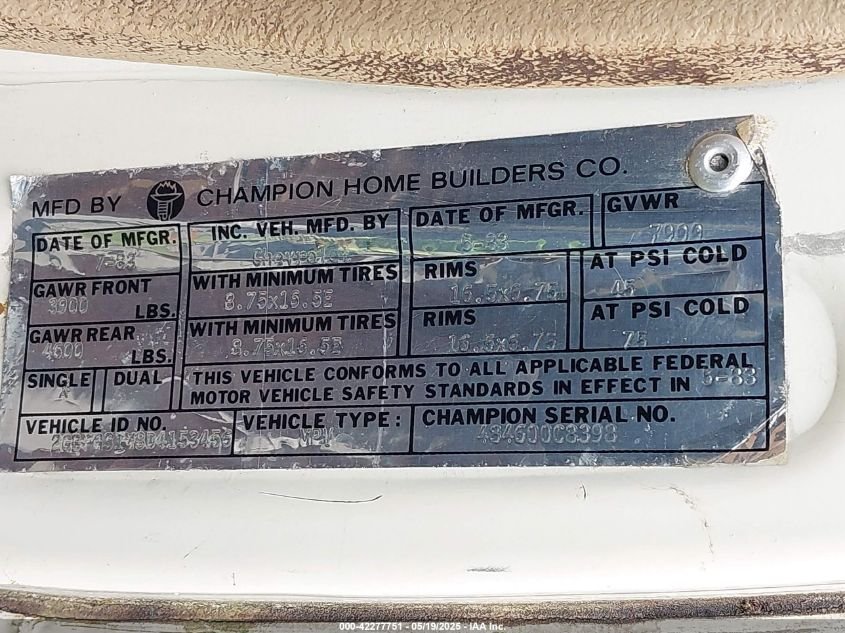 MFD BY CHAMPION HOME BUILDERS CO.
DATE OF MFGR. INC. VEH. MFD. BY DATE OF MFGR. GVWR
7-83 Chevrolet 5-83 7900
GAWR FRONT WITH MINIMUM TIRES RIMS AT PSI COLD
3900 LBS. 8.75x16.5E 16.5x6.75 45
GAWR REAR WITH MINIMUM TIRES RIMS AT PSI COLD
4600 LBS. 8.75x16.5E 16.5x6.75 75
SINGLE DUAL THIS VEHICLE CONFORMS TO ALL APPLICABLE FEDERAL
MOTOR VEHICLE SAFETY STANDARDS IN EFFECT IN 5-83
VEHICLE ID NO. VEHICLE TYPE: CHAMPION SERIAL NO.
MPV 434600C8398
000-42277751 — 05/19/2025 — IAA Inc.